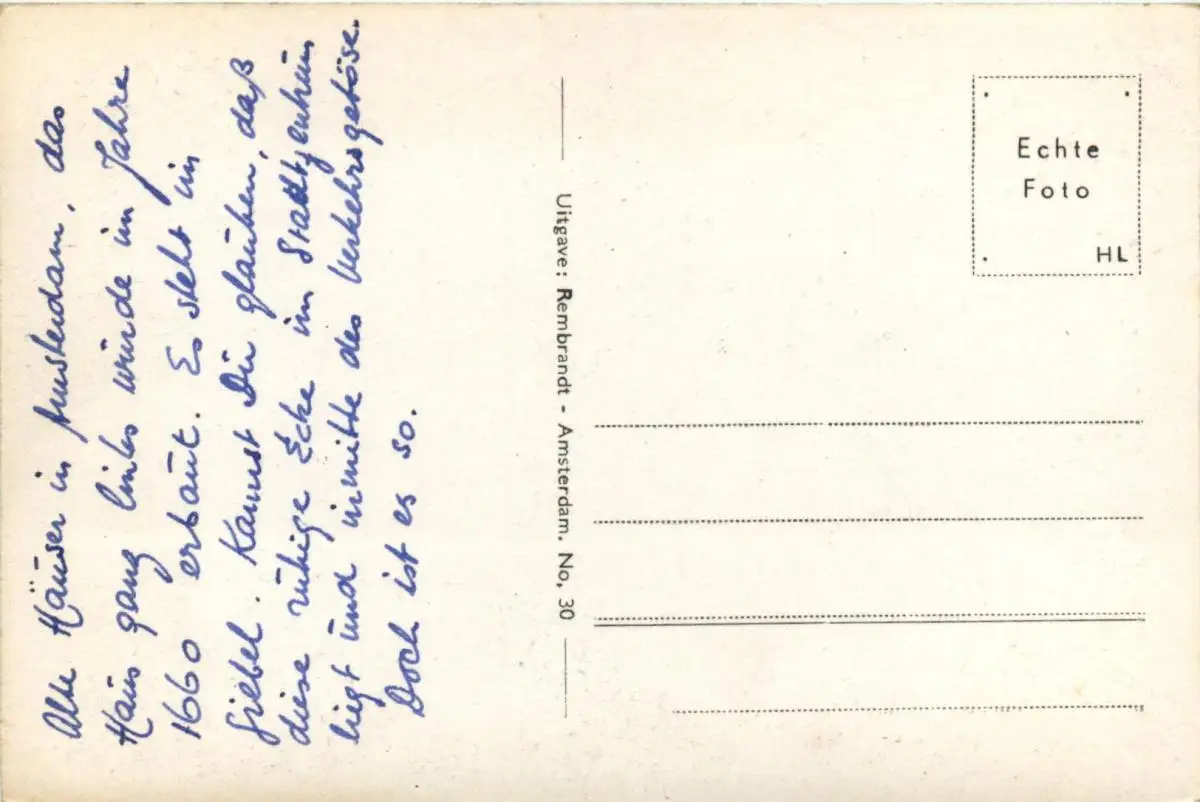 Alte Häuser in Amsterdam, das
Haus ganz links wurde im Jahre
1660 erbaut. Es steht im
Giebel. Kannst Du glauben, daß
diese ruhige Ecke im Stadtzentrum
liegt und inmitte des Verkehrsgetöse.
Doch ist es so.
Uitgave: Rembrandt - Amsterdam. No, 30
Echte
Foto
HL